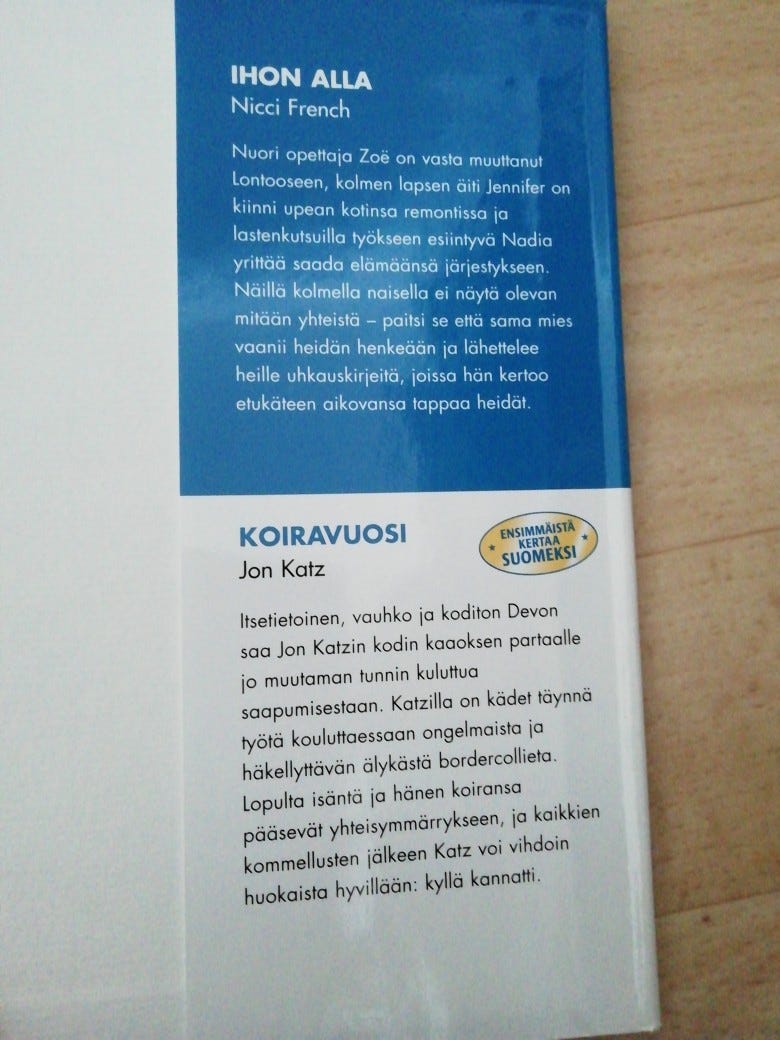 IHON ALLA
Nicci French
Nuori opettaja Zoë on vasta muuttanut
Lontooseen, kolmen lapsen äiti Jennifer on
kiinni upean kotinsa remontissa ja
lastenkutsuilla työkseen esiintyvä Nadia
yrittää saada elämäänsä järjestykseen.
Näillä kolmella naisella ei näytä olevan
mitään yhteistä – paitsi se että sama mies
vaanii heidän henkeään ja lähettelee
heille uhkauskirjeitä, joissa hän kertoo
etukäteen aikovansa tappaa heidät.
KOIRAVUOSI
Jon Katz
ENSIMMÄISTÄ
KERTAA
SUOMEKSI
Itsetietoinen, vauhko ja koditon Devon
saa Jon Katzin kodin kaaoksen partaalle
jo muutaman tunnin kuluttua
saapumisestaan. Katzilla on kädet täynnä
työtä kouluttaessaan ongelmaista ja
häkellyttävän älykästä bordercollieta.
Lopulta isäntä ja hänen koiransa
pääsevät yhteisymmärrykseen, ja kaikkien
kommellusten jälkeen Katz voi vihdoin
huokaista hyvillään: kyllä kannatti.